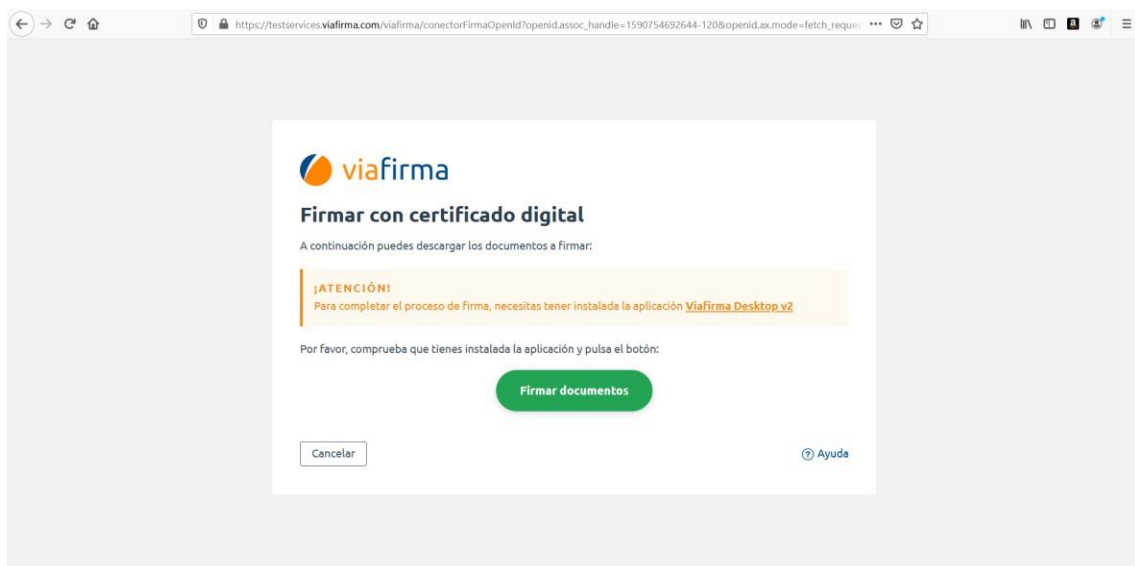 https://testservices.viafirma.com/viafirma/conectorFirmaOpenId?openid.assoc_handle=1590754692644-120&openid.ax.mode=fetch_reque
viafirma
Firmar con certificado digital
A continuación puedes descargar los documentos a firmar:
¡ATENCIÓN!
Para completar el proceso de firma, necesitas tener instalada la aplicación Viafirma Desktop v2
Por favor, comprueba que tienes instalada la aplicación y pulsa el botón:
Firmar documentos
Cancelar
? Ayuda